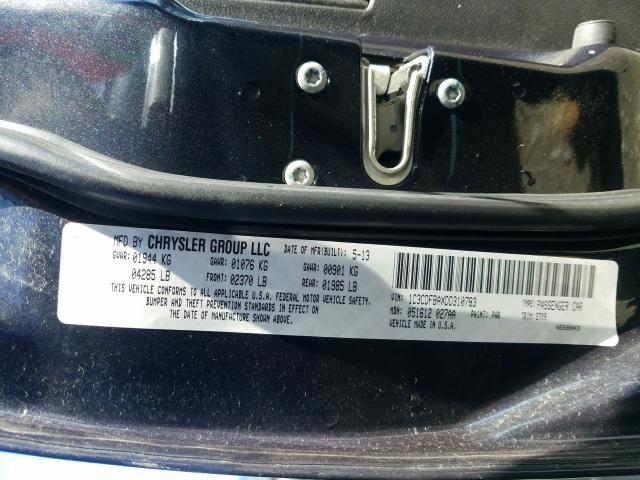 MFD BY CHRYSLER GROUP LLC DATE OF MFR(BUILT): 5-13
GVWR: 01944 KG GAWR: 01076 KG GAWR: 00901 KG
04285 LB FRONT: 02370 LB REAR: 01985 LB
THIS VEHICLE CONFORMS TO ALL APPLICABLE U.S.A. FEDERAL MOTOR VEHICLE SAFETY,
BUMPER AND THEFT PREVENTION STANDARDS IN EFFECT ON
THE DATE OF MANUFACTURE SHOWN ABOVE.
VIN: 1C3CDFBAXDD310783 TYPE: PASSENGER CAR
MDH: 051612 027AA PAINT: PAR TRIM:
VEHICLE MADE IN U.S.A.